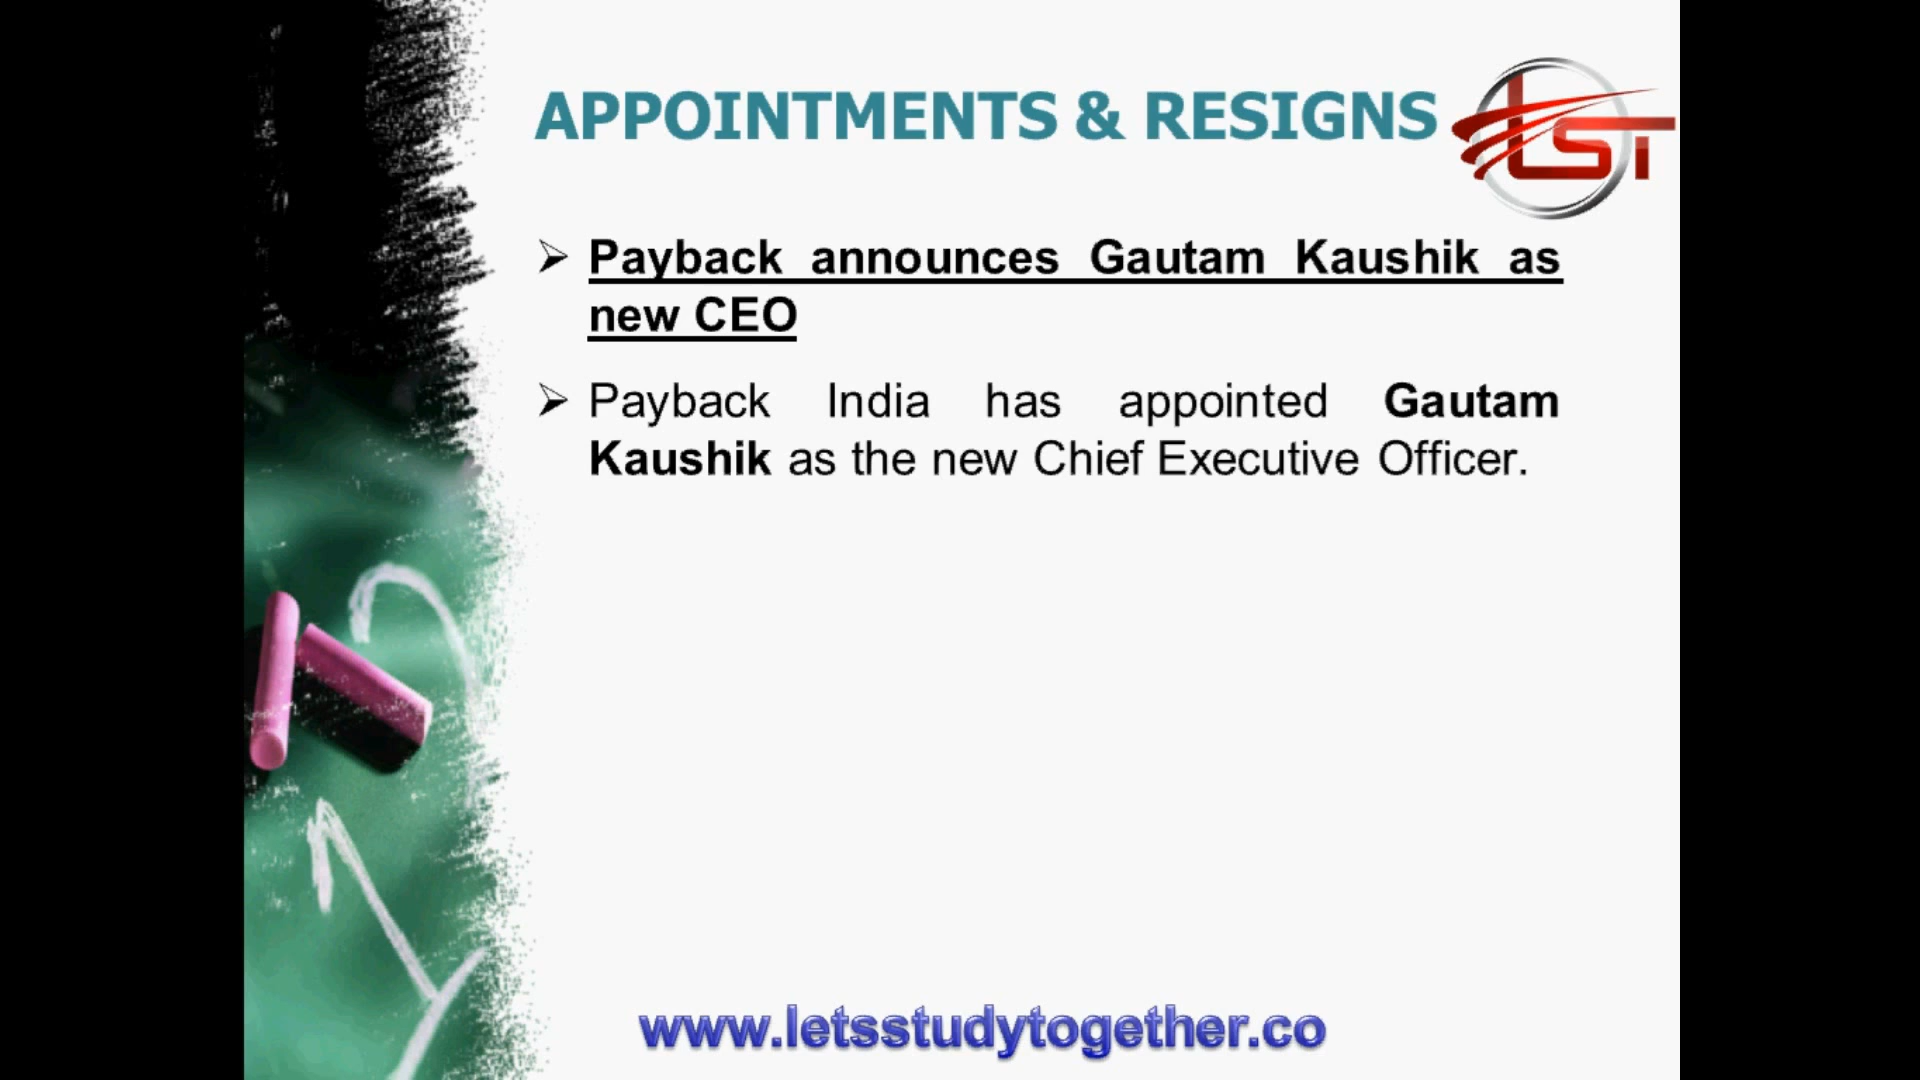 APPOINTMENTS & RESIGNS
LST
➢ Payback announces Gautam Kaushik as
new CEO
➢ Payback India has appointed Gautam
Kaushik as the new Chief Executive Officer.
www.letsstudytogether.co